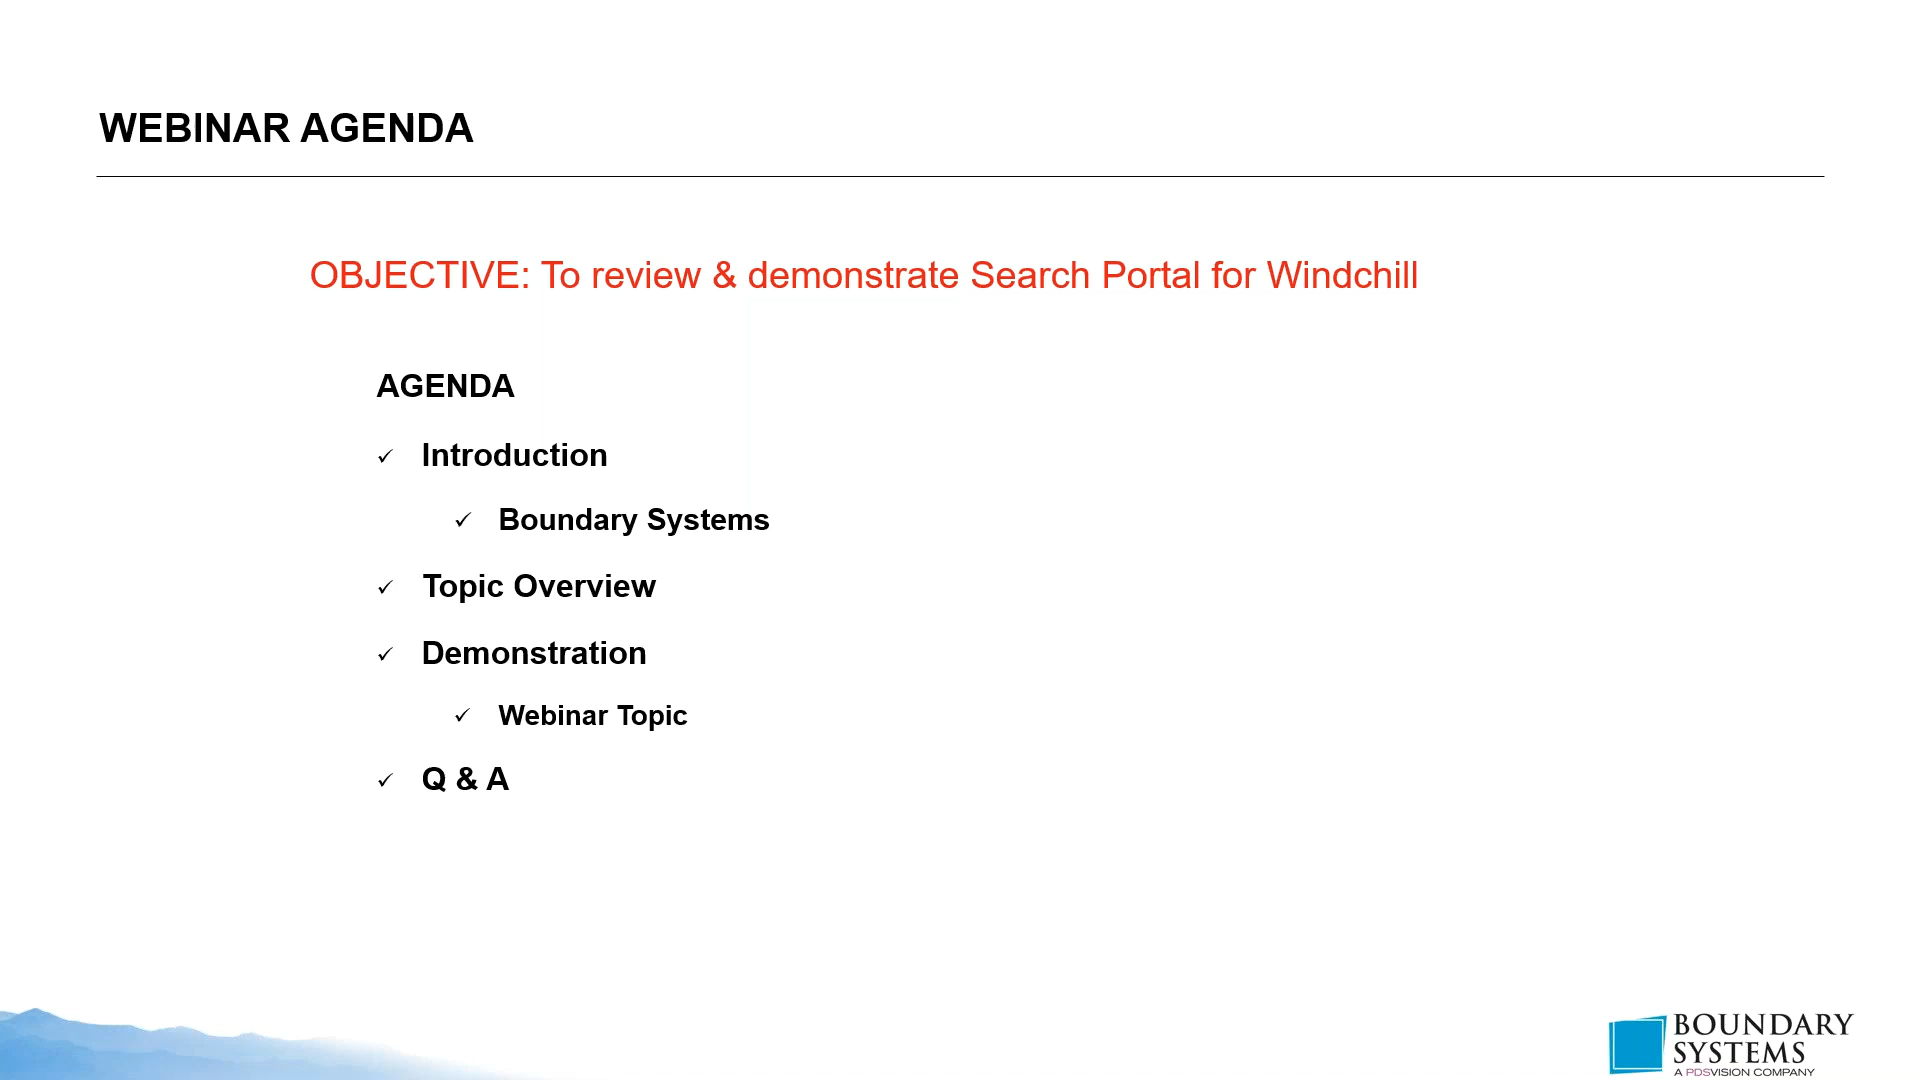 WEBINAR AGENDA
OBJECTIVE: To review & demonstrate Search Portal for Windchill
AGENDA
✓ Introduction
✓ Boundary Systems
✓ Topic Overview
✓ Demonstration
✓ Webinar Topic
✓ Q & A
BOUNDARY
SYSTEMS
A PDSVISION COMPANY